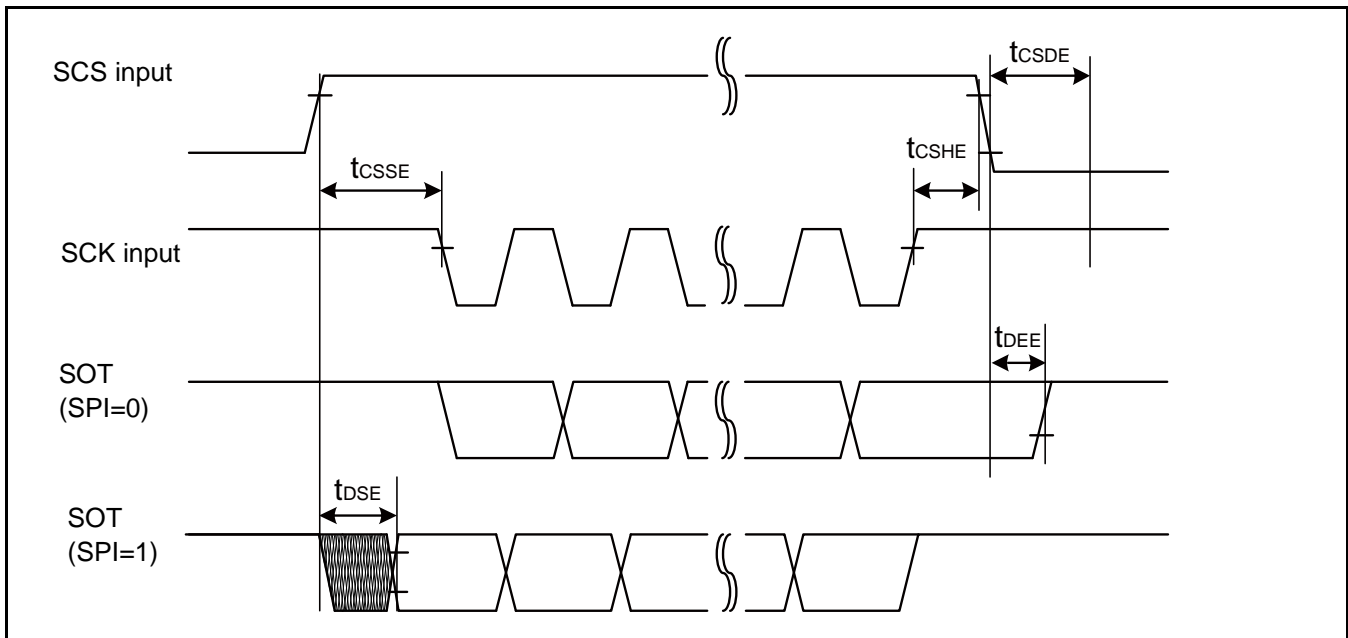 SCS input
tCSDE
tCSHE
tCSSE
SCK input
tDEE
SOT
(SPI=0)
tDSE
SOT
(SPI=1)